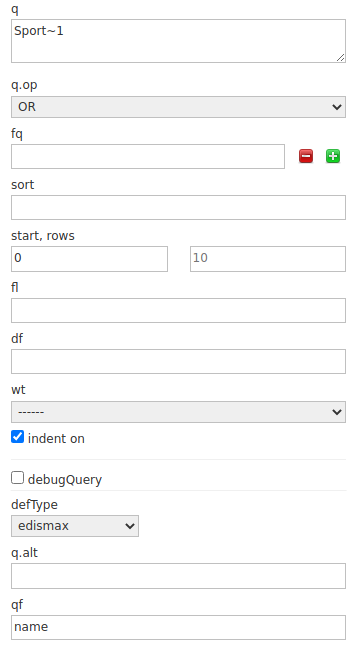 q
Sport~1
q.op
OR
fq
sort
start, rows
0 10
fl
df
wt
------
indent on
debugQuery
defType
edismax
q.alt
qf
name